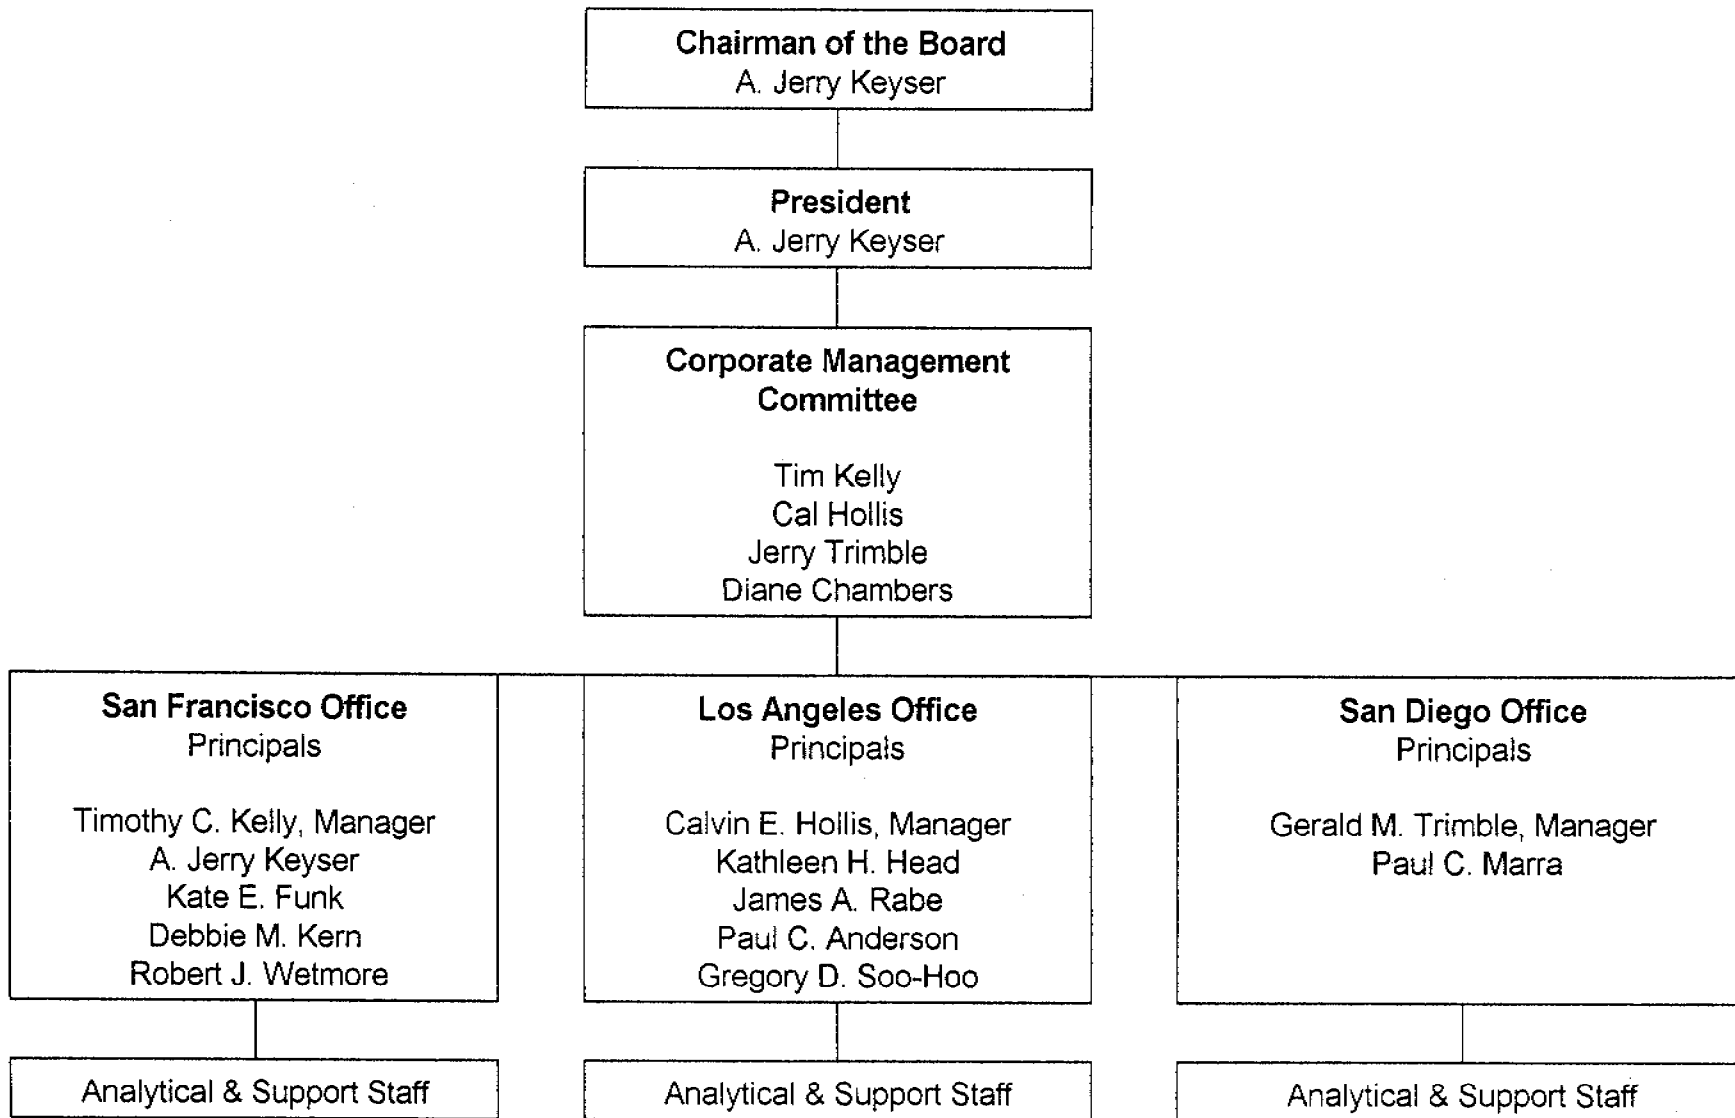 Chairman of the Board
A. Jerry Keyser
President
A. Jerry Keyser
Corporate Management
Committee
Tim Kelly
Cal Hollis
Jerry Trimble
Diane Chambers
San Francisco Office
Principals
Timothy C. Kelly, Manager
A. Jerry Keyser
Kate E. Funk
Debbie M. Kern
Robert J. Wetmore
Los Angeles Office
Principals
Calvin E. Hollis, Manager
Kathleen H. Head
James A. Rabe
Paul C. Anderson
Gregory D. Soo-Hoo
San Diego Office
Principals
Gerald M. Trimble, Manager
Paul C. Marra
Analytical & Support Staff
Analytical & Support Staff
Analytical & Support Staff